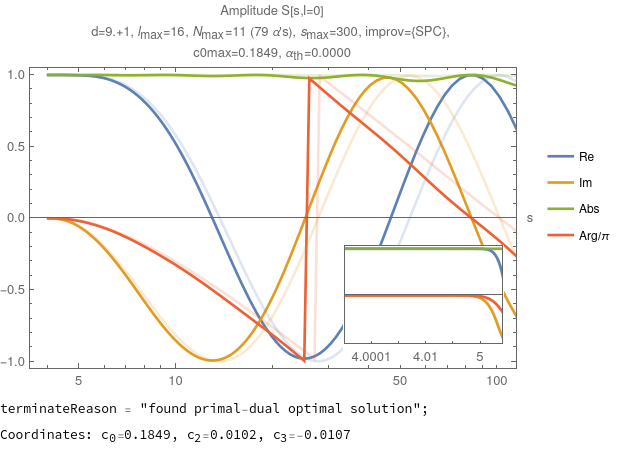 Amplitude S[s,l=0]
d=9.+1, lmax=16, Nmax=11 (79 α's), smax=300, improv={SPC},
c0max=0.1849, αth=0.0000
1.0
0.5
0.0
−0.5
−1.0
s
Re
Im
Abs
Arg/π
4.0001 4.01 5
5 10 50 100
terminateReason = "found primal-dual optimal solution";
Coordinates: c0=0.1849, c2=0.0102, c3=-0.0107